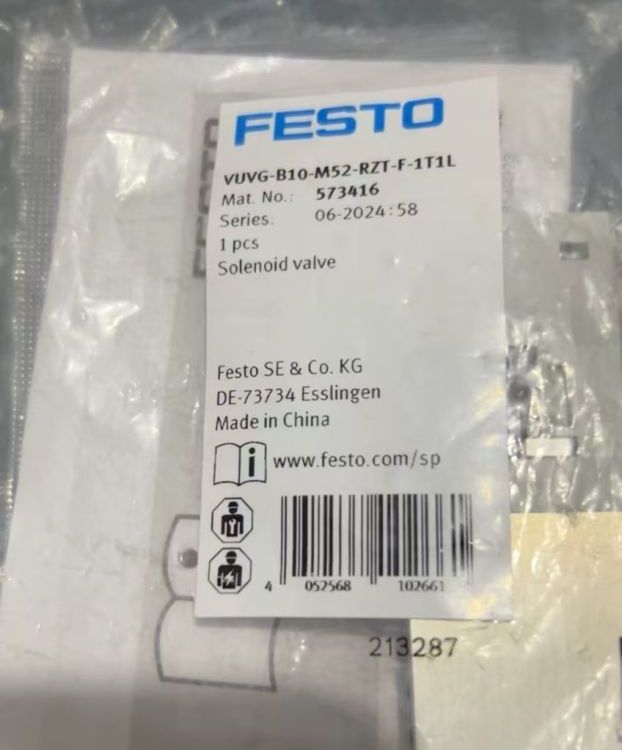 FESTO
VUVG-B10-M52-RZT-F-1T1L
Mat. No.: 573416
Series: 06-2024:58
1 pcs
Solenoid valve
Festo SE & Co. KG
DE-73734 Esslingen
Made in China
i www.festo.com/sp
4 052568 102661
213287